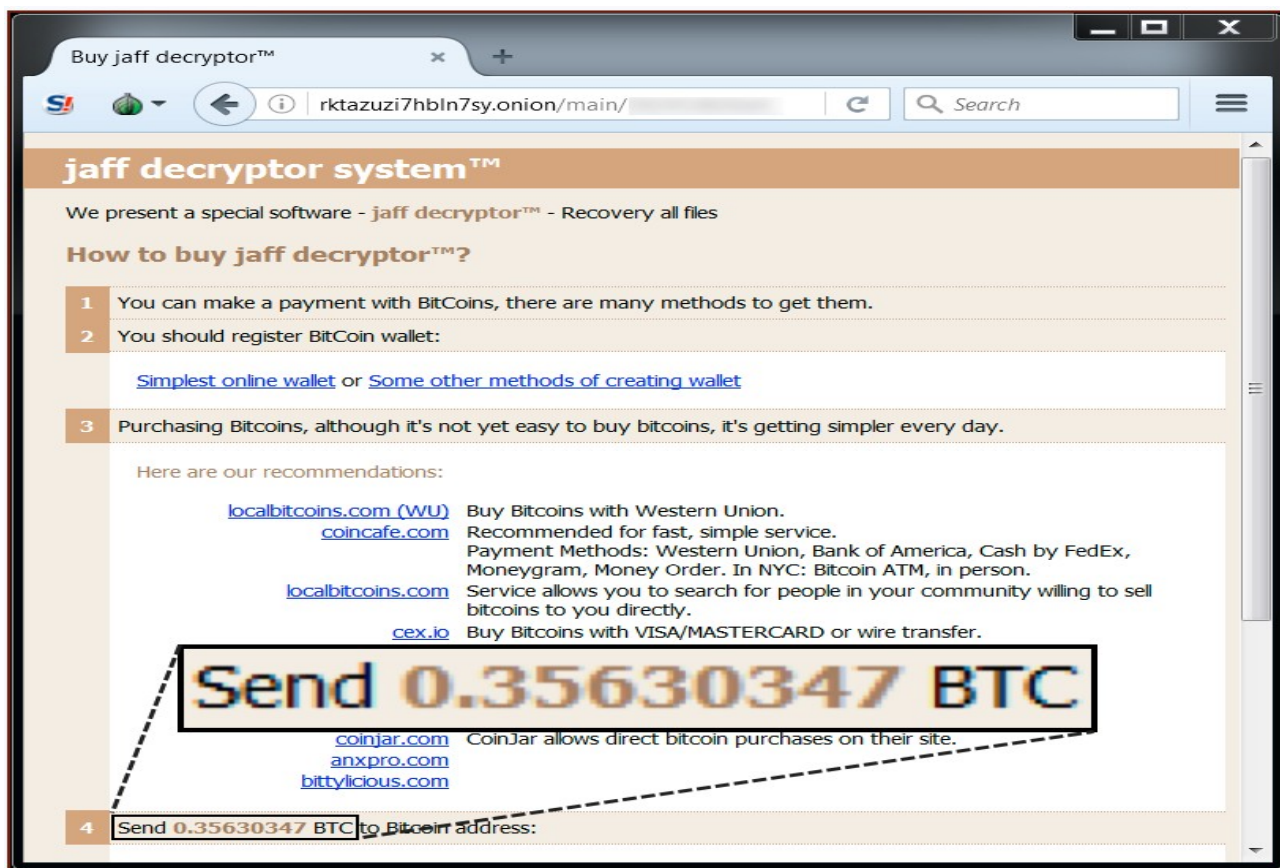 Buy jaff decryptor™
S!
rktazuzi7hbln7sy.onion/main/
Search
jaff decryptor system™
We present a special software - jaff decryptor™ - Recovery all files
How to buy jaff decryptor™?
1 You can make a payment with BitCoins, there are many methods to get them.
2 You should register BitCoin wallet:
Simplest online wallet or Some other methods of creating wallet
3 Purchasing Bitcoins, although it's not yet easy to buy bitcoins, it's getting simpler every day.
Here are our recommendations:
localbitcoins.com (WU) Buy Bitcoins with Western Union.
coincafe.com Recommended for fast, simple service.
Payment Methods: Western Union, Bank of America, Cash by FedEx,
Moneygram, Money Order. In NYC: Bitcoin ATM, in person.
localbitcoins.com Service allows you to search for people in your community willing to sell
bitcoins to you directly.
cex.io Buy Bitcoins with VISA/MASTERCARD or wire transfer.
Send 0.35630347 BTC
coinjar.com CoinJar allows direct bitcoin purchases on their site.
anxpro.com
bittylicious.com
4 Send 0.35630347 BTC to Bitcoin address: